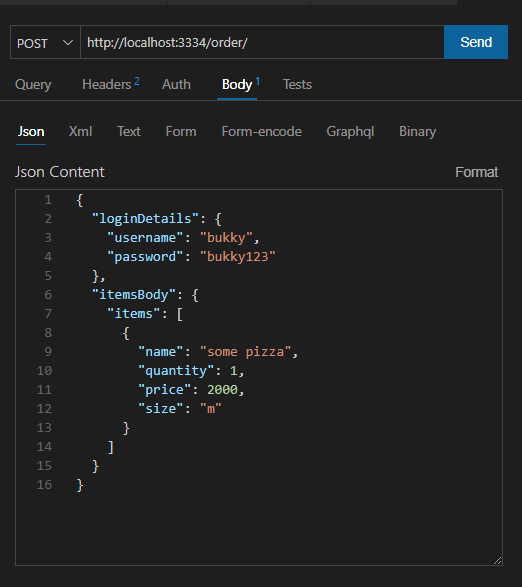 POST http://localhost:3334/order/ Send
Query Headers 2 Auth Body 1 Tests
Json Xml Text Form Form-encode Graphql Binary
Json Content Format
1 {
2 "loginDetails": {
3 "username": "bukky",
4 "password": "bukky123"
5 },
6 "itemsBody": {
7 "items": [
8 {
9 "name": "some pizza",
10 "quantity": 1,
11 "price": 2000,
12 "size": "m"
13 }
14 ]
15 }
16 }